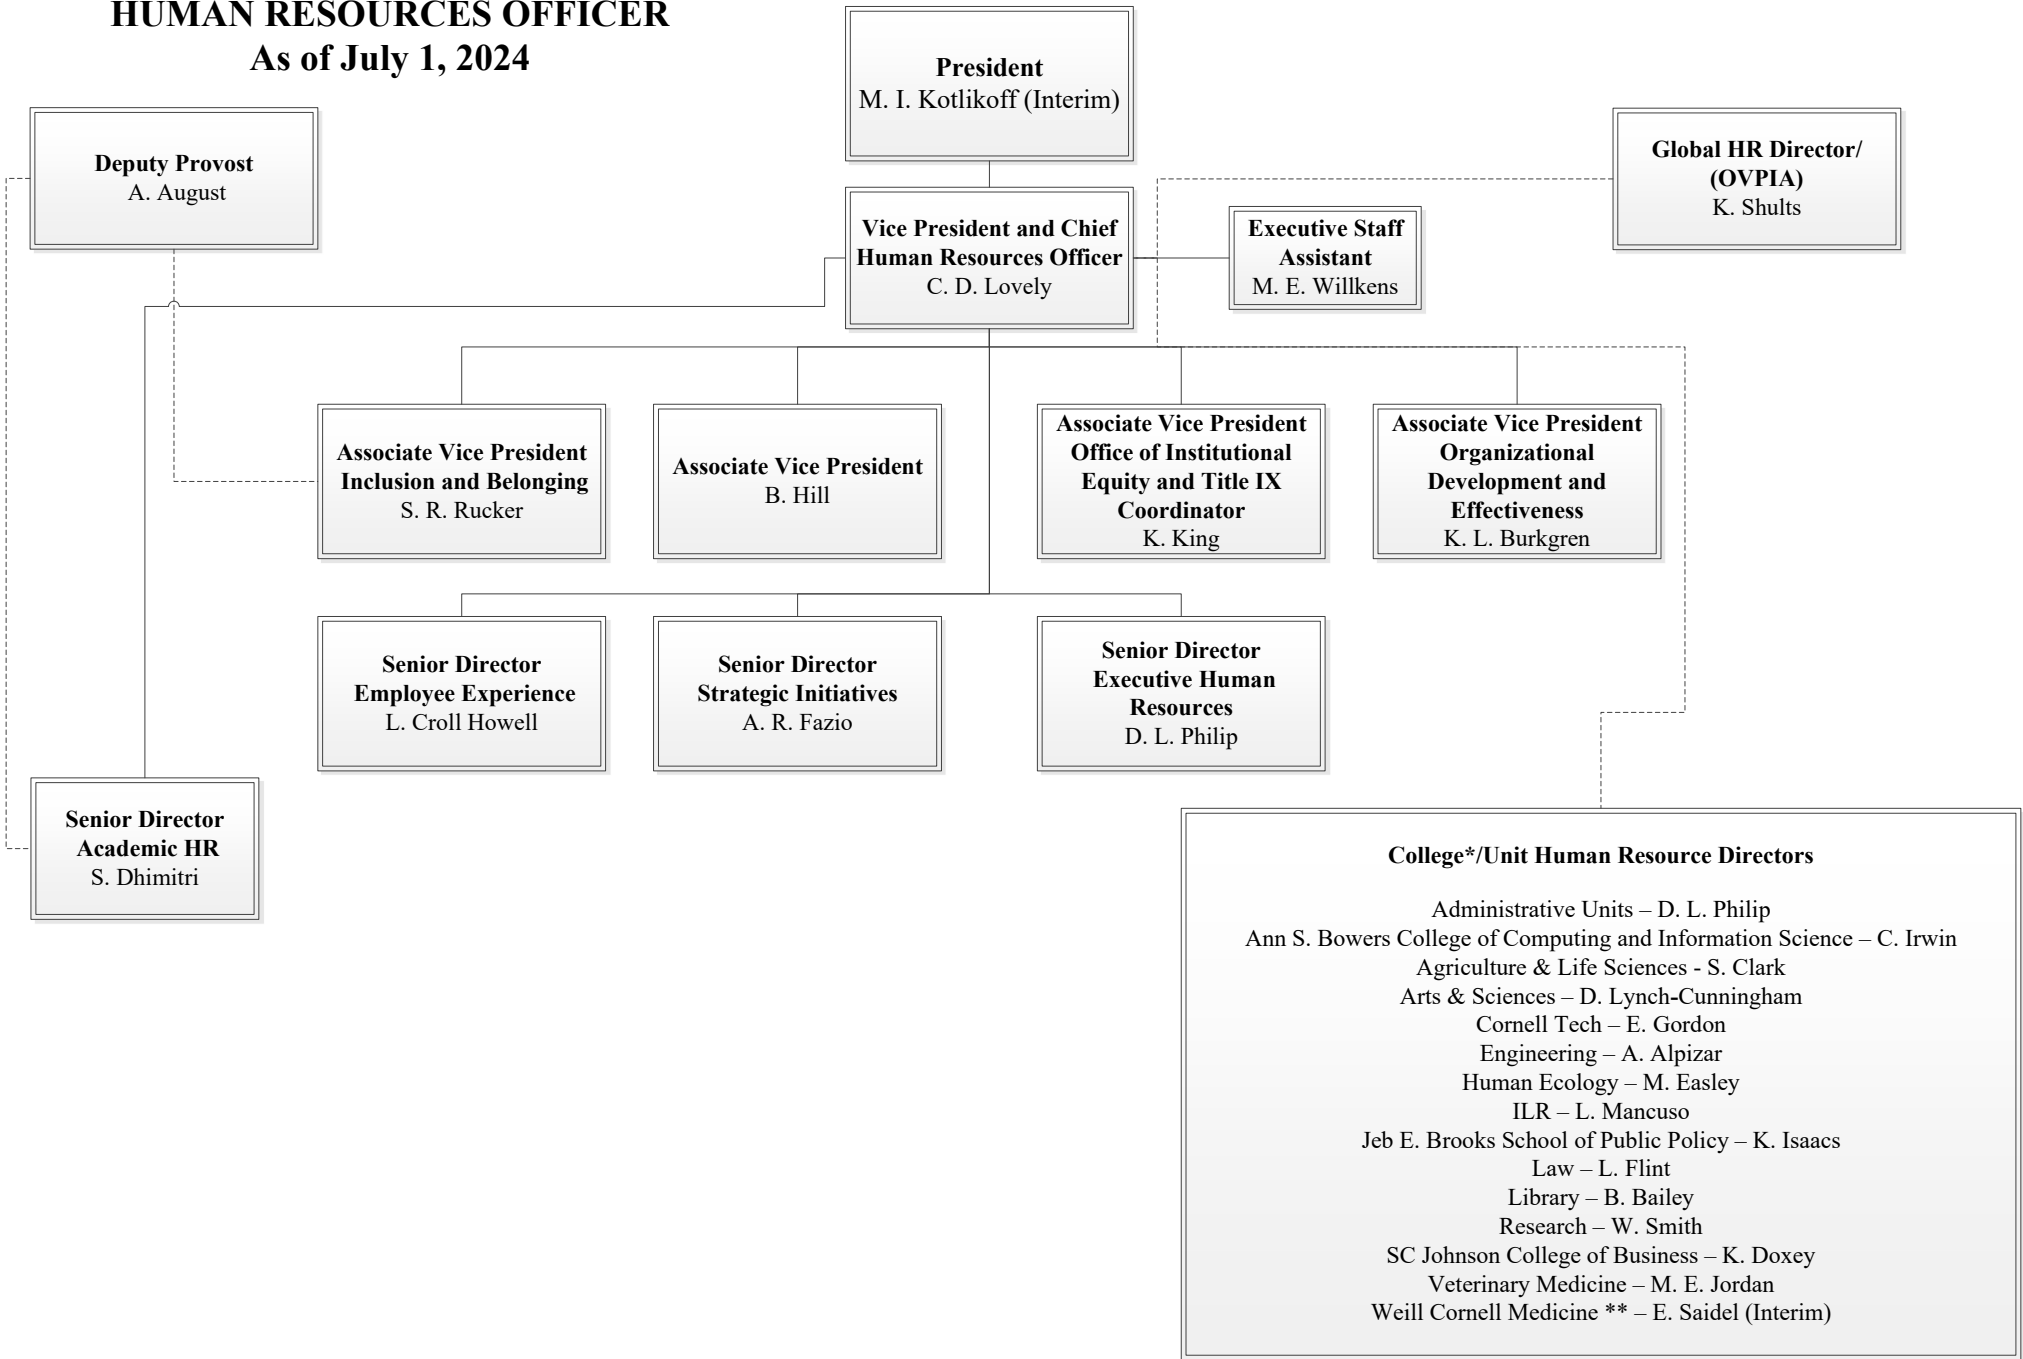 HUMAN RESOURCES OFFICER
As of July 1, 2024
President
M. I. Kotlikoff (Interim)
Deputy Provost
A. August
Global HR Director/
(OVPIA)
K. Shults
Vice President and Chief
Human Resources Officer
C. D. Lovely
Executive Staff
Assistant
M. E. Willkens
Associate Vice President
Inclusion and Belonging
S. R. Rucker
Associate Vice President
B. Hill
Associate Vice President
Office of Institutional
Equity and Title IX
Coordinator
K. King
Associate Vice President
Organizational
Development and
Effectiveness
K. L. Burkgren
Senior Director
Employee Experience
L. Croll Howell
Senior Director
Strategic Initiatives
A. R. Fazio
Senior Director
Executive Human
Resources
D. L. Philip
Senior Director
Academic HR
S. Dhimitri
College*/Unit Human Resource Directors
Administrative Units – D. L. Philip
Ann S. Bowers College of Computing and Information Science – C. Irwin
Agriculture & Life Sciences - S. Clark
Arts & Sciences – D. Lynch-Cunningham
Cornell Tech – E. Gordon
Engineering – A. Alpizar
Human Ecology – M. Easley
ILR – L. Mancuso
Jeb E. Brooks School of Public Policy – K. Isaacs
Law – L. Flint
Library – B. Bailey
Research – W. Smith
SC Johnson College of Business – K. Doxey
Veterinary Medicine – M. E. Jordan
Weill Cornell Medicine ** – E. Saidel (Interim)